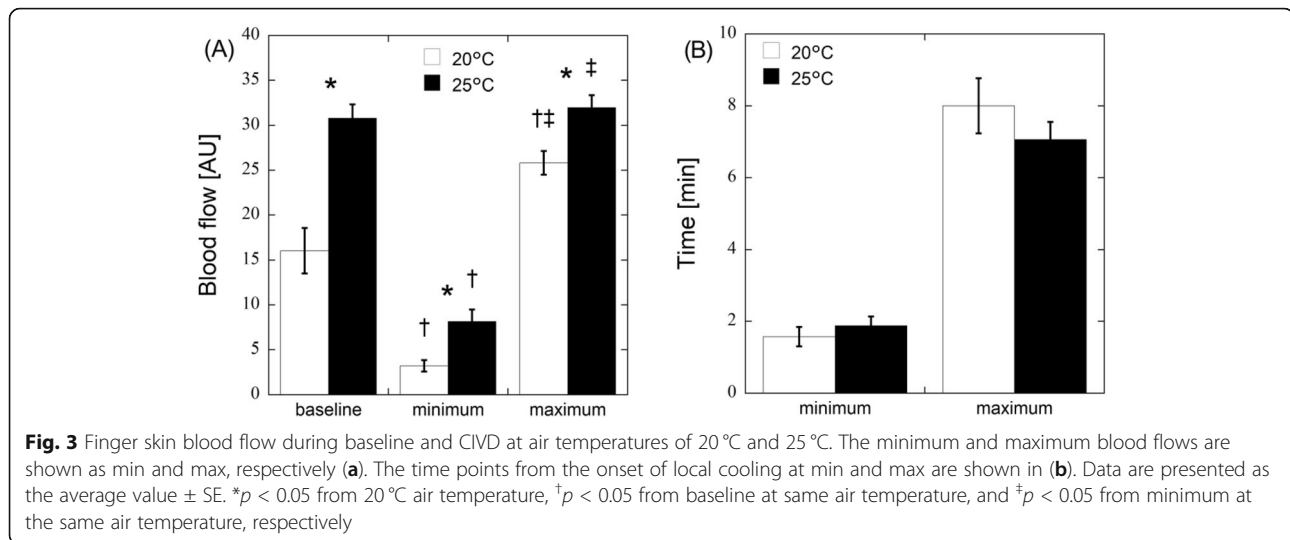 (A)
20°C
25°C
40
35
30
25
20
15
10
5
0
Blood flow [AU]
*
†
* †
†‡
* ‡
baseline minimum maximum
(B)
20°C
25°C
10
8
6
4
2
0
Time [min]
minimum maximum
Fig. 3 Finger skin blood flow during baseline and CIVD at air temperatures of 20 °C and 25 °C. The minimum and maximum blood flows are
shown as min and max, respectively (a). The time points from the onset of local cooling at min and max are shown in (b). Data are presented as
the average value ± SE. *p < 0.05 from 20 °C air temperature, †p < 0.05 from baseline at same air temperature, and ‡p < 0.05 from minimum at
the same air temperature, respectively